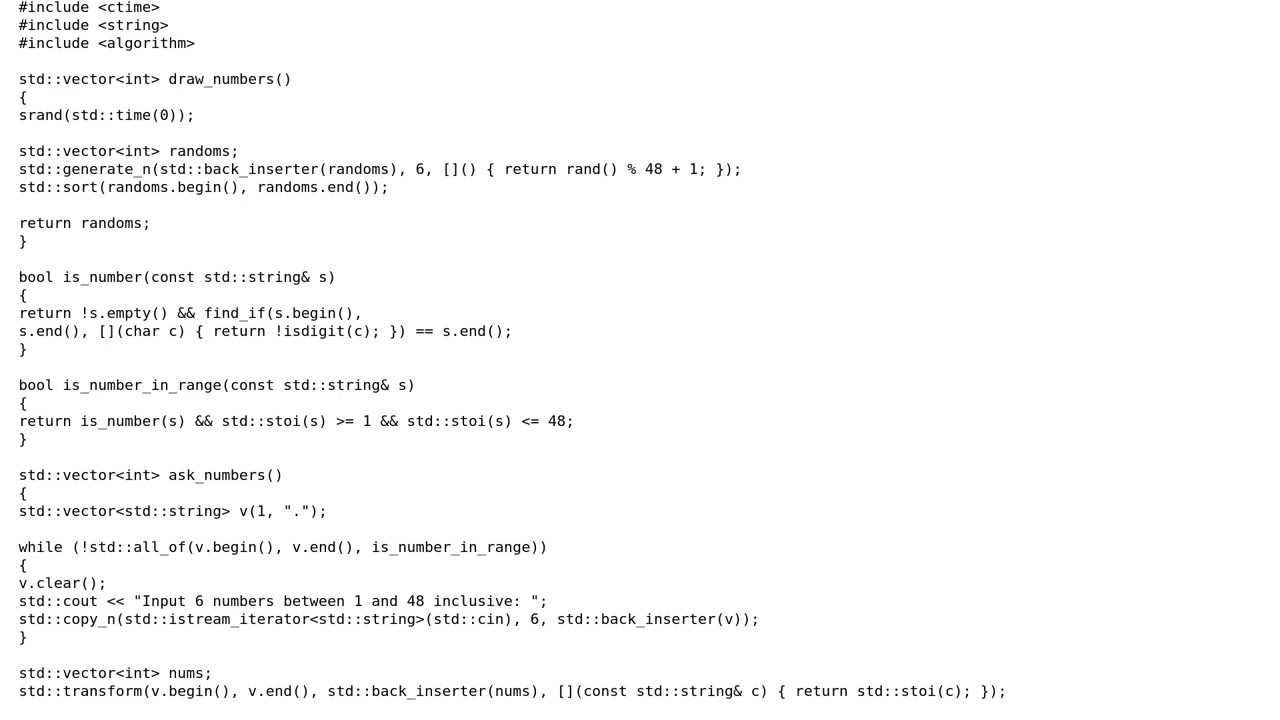 #include <ctime>
#include <string>
#include <algorithm>
std::vector<int> draw_numbers()
{
srand(std::time(0));
std::vector<int> randoms;
std::generate_n(std::back_inserter(randoms), 6, []() { return rand() % 48 + 1; });
std::sort(randoms.begin(), randoms.end());
return randoms;
}
bool is_number(const std::string& s)
{
return !s.empty() && find_if(s.begin(),
s.end(), [](char c) { return !isdigit(c); }) == s.end();
}
bool is_number_in_range(const std::string& s)
{
return is_number(s) && std::stoi(s) >= 1 && std::stoi(s) <= 48;
}
std::vector<int> ask_numbers()
{
std::vector<std::string> v(1, ".");
while (!std::all_of(v.begin(), v.end(), is_number_in_range))
{
v.clear();
std::cout << "Input 6 numbers between 1 and 48 inclusive: ";
std::copy_n(std::istream_iterator<std::string>(std::cin), 6, std::back_inserter(v));
}
std::vector<int> nums;
std::transform(v.begin(), v.end(), std::back_inserter(nums), [](const std::string& c) { return std::stoi(c); });